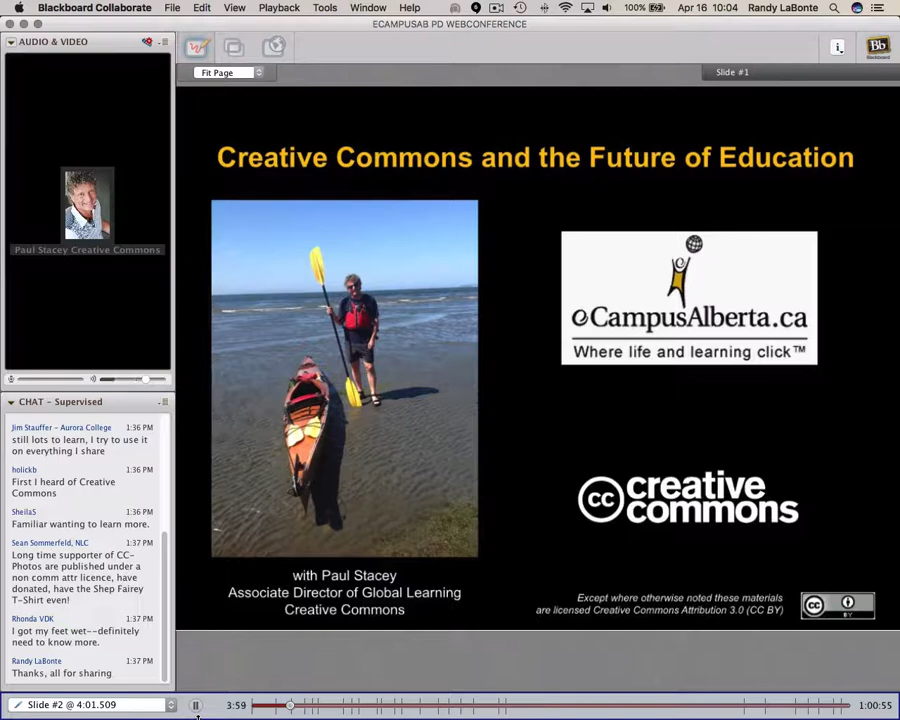 Blackboard Collaborate File Edit View Playback Tools Window Help 100% Apr 16 10:04 Randy LaBonte
ECAMPUSAB PD WEBCONFERENCE
AUDIO & VIDEO
Paul Stacey Creative Commons
CHAT - Supervised
Jim Stauffer - Aurora College 1:36 PM
still lots to learn, I try to use it
on everything I share
holickb 1:36 PM
First I heard of Creative
Commons
SheilaS 1:36 PM
Familiar wanting to learn more.
Sean Sommerfeld, NLC 1:37 PM
Long time supporter of CC-
Photos are published under a
non comm attr licence, have
donated, have the Shep Fairey
T-Shirt even!
Rhonda VDK 1:37 PM
I got my feet wet--definitely
need to know more.
Randy LaBonte 1:37 PM
Thanks, all for sharing
Fit Page
Slide #1
i
Bb
Blackboard
Creative Commons and the Future of Education
eCampusAlberta.ca
Where life and learning click™
cc creative
commons
with Paul Stacey
Associate Director of Global Learning
Creative Commons
Except where otherwise noted these materials
are licensed Creative Commons Attribution 3.0 (CC BY)
cc
BY
Slide #2 @ 4:01.509 3:59 1:00:55